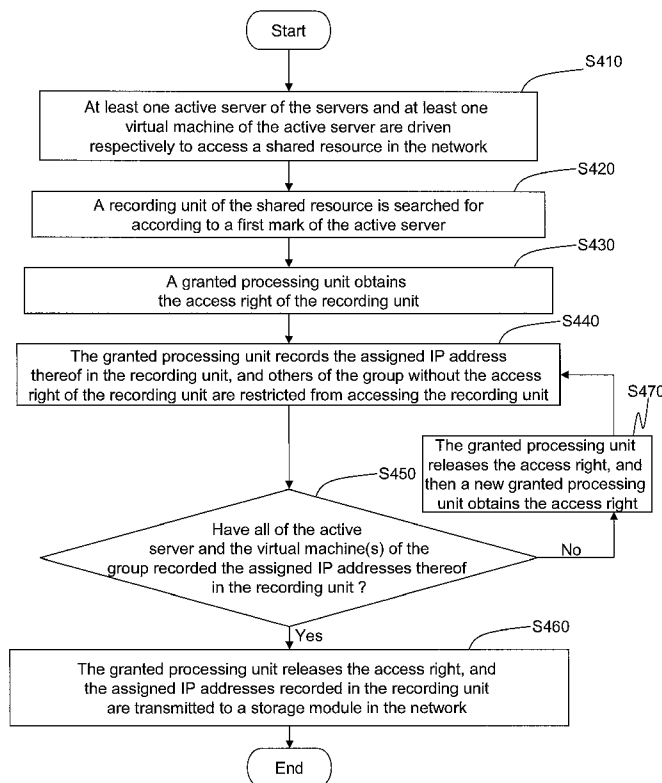 Start
S410
At least one active server of the servers and at least one
virtual machine of the active server are driven
respectively to access a shared resource in the network
S420
A recording unit of the shared resource is searched for
according to a first mark of the active server
S430
A granted processing unit obtains
the access right of the recording unit
S440
The granted processing unit records the assigned IP address
thereof in the recording unit, and others of the group without the access
right of the recording unit are restricted from accessing the recording unit
S470
The granted processing unit
releases the access right, and
then a new granted processing
unit obtains the access right
S450
Have all of the active
server and the virtual machine(s) of the
group recorded the assigned IP addresses thereof
in the recording unit ?
No
Yes
S460
The granted processing unit releases the access right, and
the assigned IP addresses recorded in the recording unit
are transmitted to a storage module in the network
End